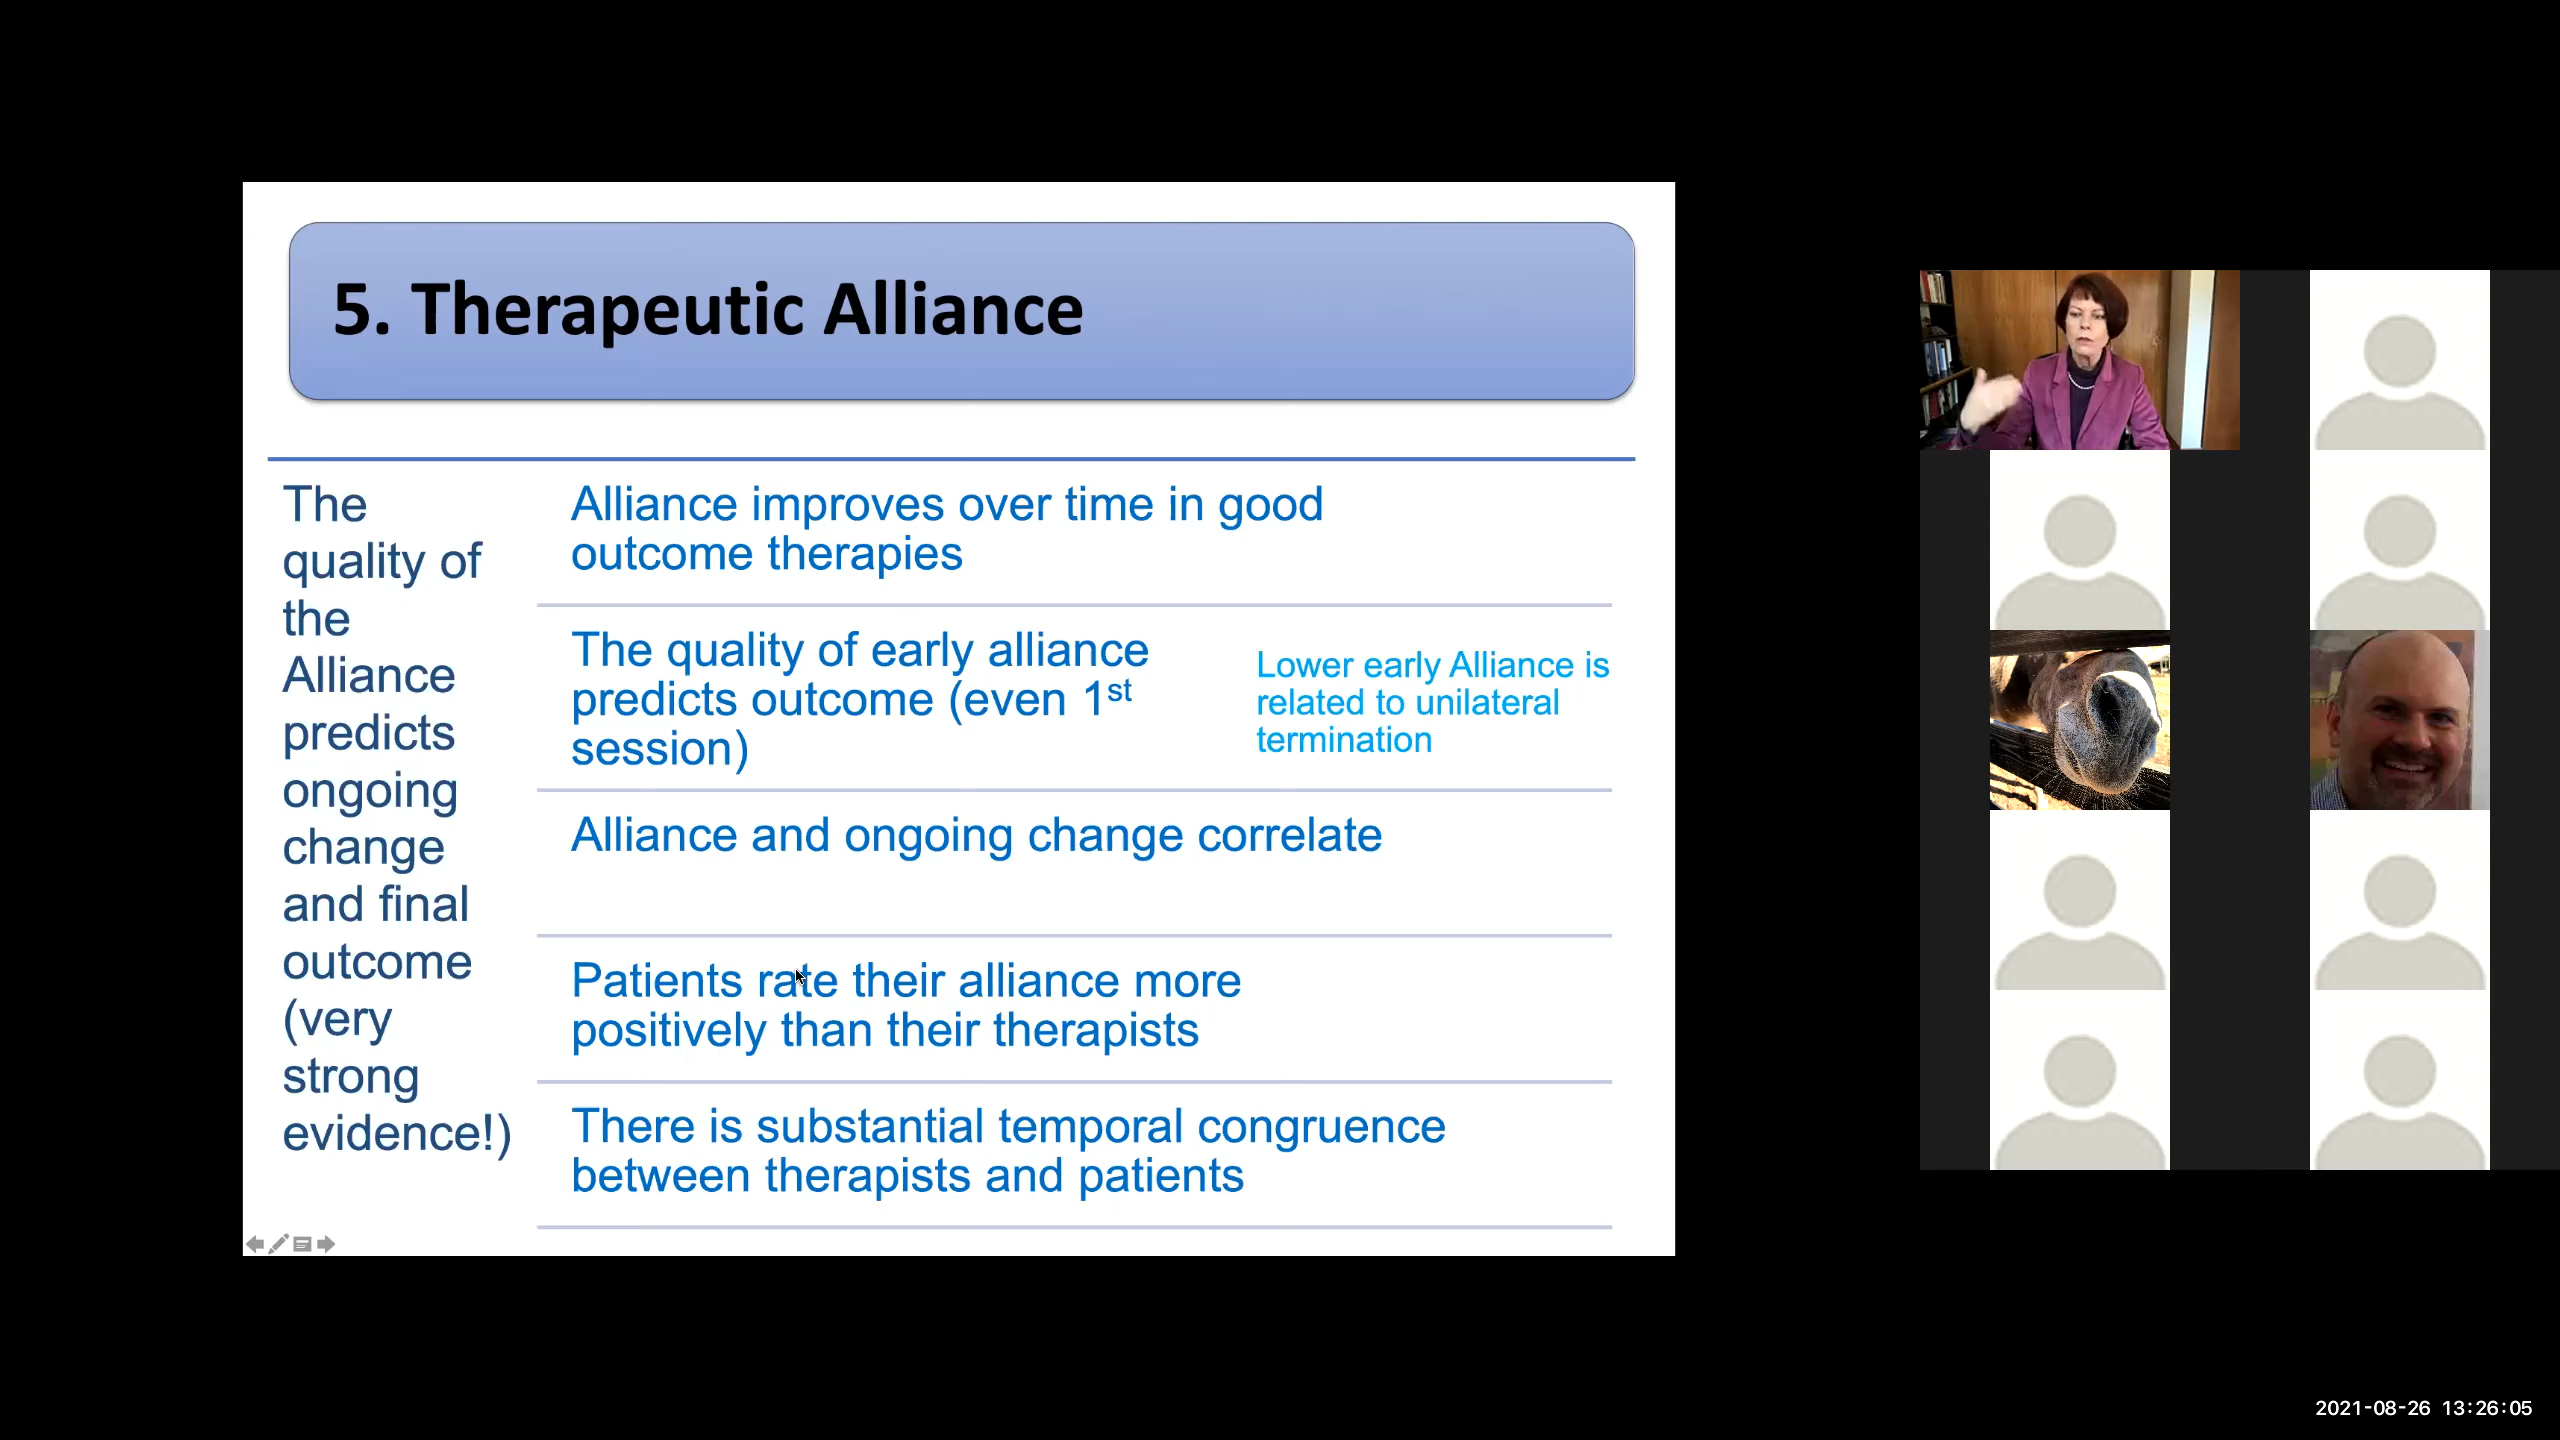 5. Therapeutic Alliance
The
quality of
the
Alliance
predicts
ongoing
change
and final
outcome
(very
strong
evidence!)
Alliance improves over time in good
outcome therapies
The quality of early alliance
predicts outcome (even 1st
session)
Lower early Alliance is
related to unilateral
termination
Alliance and ongoing change correlate
Patients rate their alliance more
positively than their therapists
There is substantial temporal congruence
between therapists and patients
2021-08-26 13:26:05